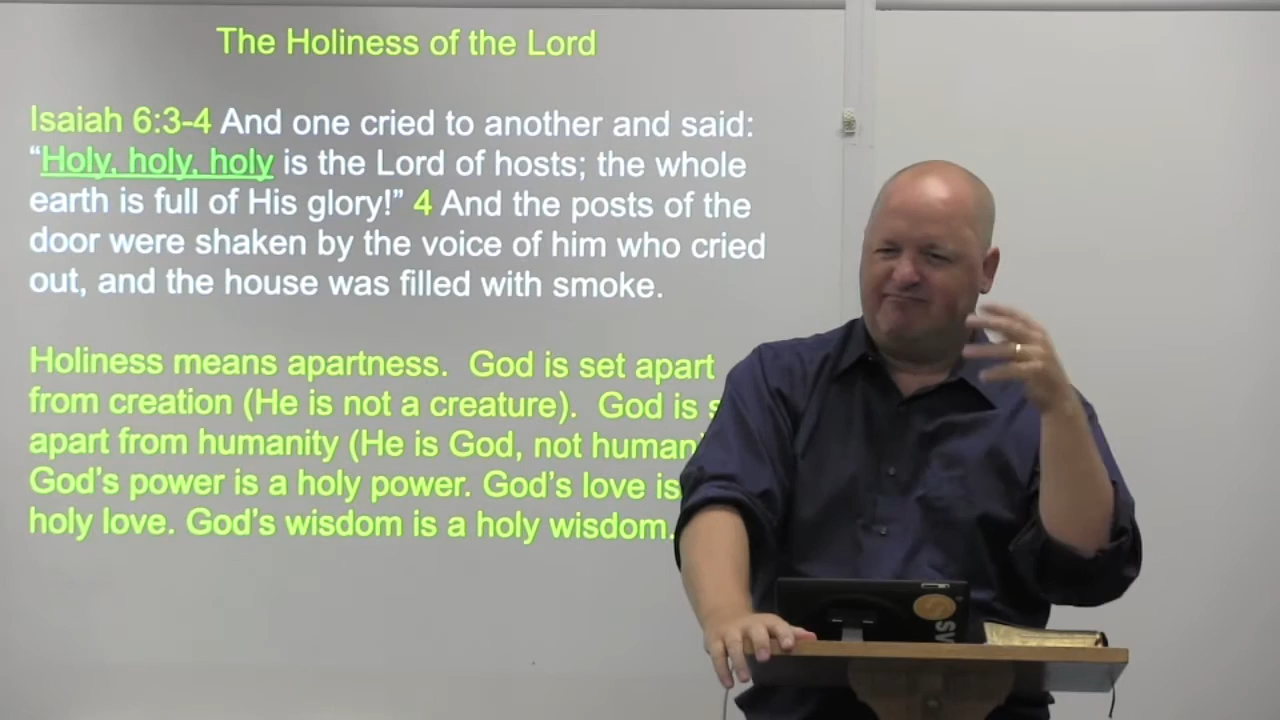 The Holiness of the Lord
Isaiah 6:3-4 And one cried to another and said:
“Holy, holy, holy is the Lord of hosts; the whole
earth is full of His glory!” 4 And the posts of the
door were shaken by the voice of him who cried
out, and the house was filled with smoke.
Holiness means apartness. God is set apart
from creation (He is not a creature). God is
apart from humanity (He is God, not
God’s power is a holy power. God’s love is
holy love. God’s wisdom is a holy wisdom.
SV